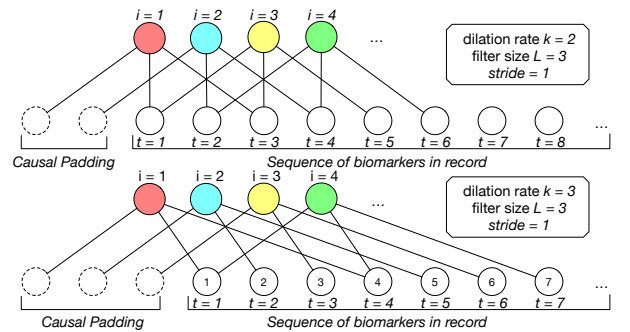 i = 1 i = 2 i = 3 i = 4 ...
dilation rate k = 2
filter size L = 3
stride = 1
t = 1 t = 2 t = 3 t = 4 t = 5 t = 6 t = 7 t = 8 ...
Causal Padding Sequence of biomarkers in record
i = 1 i = 2 i = 3 i = 4 ...
dilation rate k = 3
filter size L = 3
stride = 1
1 2 3 4 5 6 7 ...
t = 1 t = 2 t = 3 t = 4 t = 5 t = 6 t = 7
Causal Padding Sequence of biomarkers in record